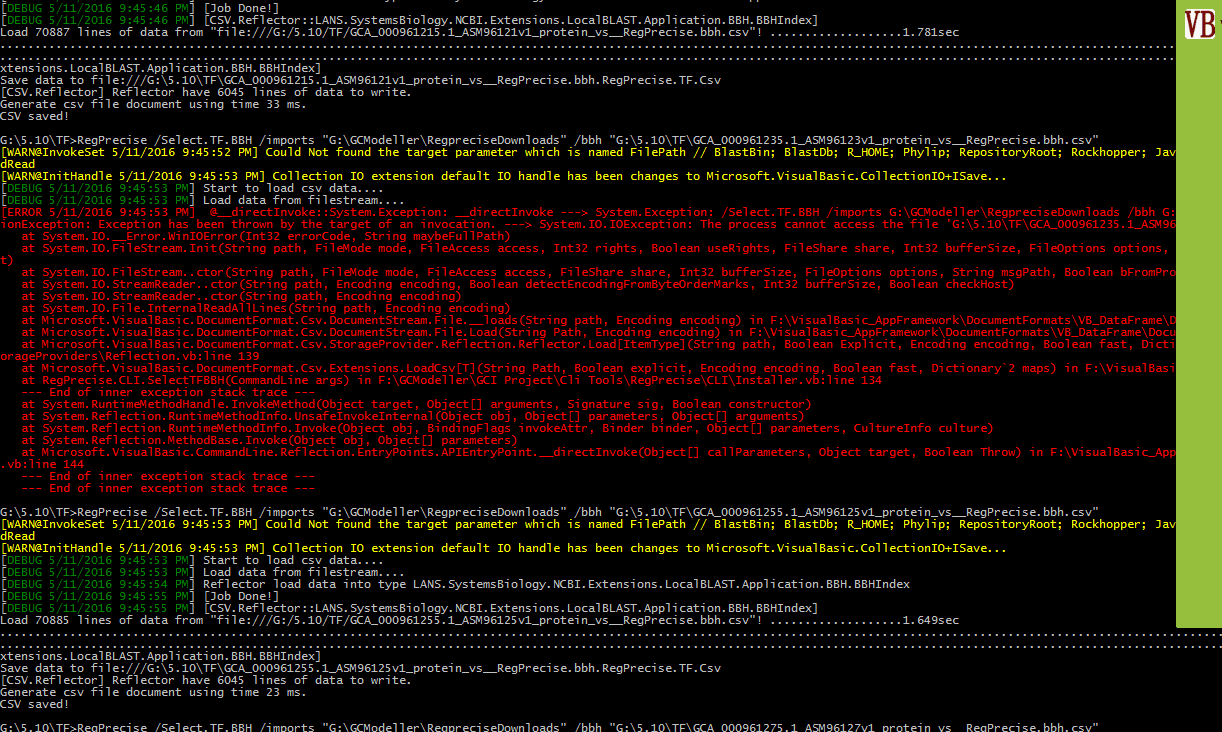 [DEBUG 5/11/2016 9:45:46 PM] [Job Done!]
[DEBUG 5/11/2016 9:45:46 PM] [CSV.Reflector::LANS.SystemsBiology.NCBI.Extensions.LocalBLAST.Application.BBH.BBHIndex]
Load 70887 lines of data from "file:///G:/5.10/TF/GCA_000961215.1_ASM96121v1_protein_vs__RegPrecise.bbh.csv"! ...................1.781sec
xtensions.LocalBLAST.Application.BBH.BBHIndex]
Save data to file:///G:\5.10\TF\GCA_000961215.1_ASM96121v1_protein_vs__RegPrecise.bbh.RegPrecise.TF.Csv
[CSV.Reflector] Reflector have 6045 lines of data to write.
Generate csv file document using time 33 ms.
CSV saved!
G:\5.10\TF>RegPrecise /Select.TF.BBH /imports "G:\GCModeller\RegpreciseDownloads" /bbh "G:\5.10\TF\GCA_000961235.1_ASM96123v1_protein_vs__RegPrecise.bbh.csv"
[WARN@InvokeSet 5/11/2016 9:45:52 PM] Could Not found the target parameter which is named FilePath // BlastBin; BlastDb; R_HOME; Phylip; RepositoryRoot; Rockhopper; Jav
dRead
[WARN@InitHandle 5/11/2016 9:45:53 PM] Collection IO extension default IO handle has been changes to Microsoft.VisualBasic.CollectionIO+ISave...
[DEBUG 5/11/2016 9:45:53 PM] Start to load csv data....
[DEBUG 5/11/2016 9:45:53 PM] Load data from filestream....
[ERROR 5/11/2016 9:45:53 PM]  @__directInvoke::System.Exception: __directInvoke ---> System.Exception: /Select.TF.BBH /imports G:\GCModeller\RegpreciseDownloads /bbh G:
ionException: Exception has been thrown by the target of an invocation. ---> System.IO.IOException: The process cannot access the file 'G:\5.10\TF\GCA_000961235.1_ASM96
at System.IO.__Error.WinIOError(Int32 errorCode, String maybeFullPath)
at System.IO.FileStream.Init(String path, FileMode mode, FileAccess access, Int32 rights, Boolean useRights, FileShare share, Int32 bufferSize, FileOptions options,
t)
at System.IO.FileStream..ctor(String path, FileMode mode, FileAccess access, FileShare share, Int32 bufferSize, FileOptions options, String msgPath, Boolean bFromPro
at System.IO.StreamReader..ctor(String path, Encoding encoding, Boolean detectEncodingFromByteOrderMarks, Int32 bufferSize, Boolean checkHost)
at System.IO.StreamReader..ctor(String path, Encoding encoding)
at System.IO.File.InternalReadAllLines(String path, Encoding encoding)
at Microsoft.VisualBasic.DocumentFormat.Csv.DocumentStream.File.__loads(String path, Encoding encoding) in F:\VisualBasic_AppFramework\DocumentFormats\VB_DataFrame\D
at Microsoft.VisualBasic.DocumentFormat.Csv.DocumentStream.File.Load(String Path, Encoding encoding) in F:\VisualBasic_AppFramework\DocumentFormats\VB_DataFrame\Docu
at Microsoft.VisualBasic.DocumentFormat.Csv.StorageProvider.Reflection.Reflector.Load[ItemType](String path, Boolean Explicit, Encoding encoding, Boolean fast, Dicti
orageProviders\Reflection.vb:line 139
at Microsoft.VisualBasic.DocumentFormat.Csv.Extensions.LoadCsv[T](String Path, Boolean explicit, Encoding encoding, Boolean fast, Dictionary`2 maps) in F:\VisualBasi
at RegPrecise.CLI.SelectTFBBH(CommandLine args) in F:\GCModeller\GCI Project\Cli Tools\RegPrecise\CLI\Installer.vb:line 134
--- End of inner exception stack trace ---
at System.RuntimeMethodHandle.InvokeMethod(Object target, Object[] arguments, Signature sig, Boolean constructor)
at System.Reflection.RuntimeMethodInfo.UnsafeInvokeInternal(Object obj, Object[] parameters, Object[] arguments)
at System.Reflection.RuntimeMethodInfo.Invoke(Object obj, BindingFlags invokeAttr, Binder binder, Object[] parameters, CultureInfo culture)
at System.Reflection.MethodBase.Invoke(Object obj, Object[] parameters)
at Microsoft.VisualBasic.CommandLine.Reflection.EntryPoints.APIEntryPoint.__directInvoke(Object[] callParameters, Object target, Boolean Throw) in F:\VisualBasic_App
.vb:line 144
--- End of inner exception stack trace ---
--- End of inner exception stack trace ---
G:\5.10\TF>RegPrecise /Select.TF.BBH /imports "G:\GCModeller\RegpreciseDownloads" /bbh "G:\5.10\TF\GCA_000961255.1_ASM96125v1_protein_vs__RegPrecise.bbh.csv"
[WARN@InvokeSet 5/11/2016 9:45:53 PM] Could Not found the target parameter which is named FilePath // BlastBin; BlastDb; R_HOME; Phylip; RepositoryRoot; Rockhopper; Jav
dRead
[WARN@InitHandle 5/11/2016 9:45:53 PM] Collection IO extension default IO handle has been changes to Microsoft.VisualBasic.CollectionIO+ISave...
[DEBUG 5/11/2016 9:45:53 PM] Start to load csv data....
[DEBUG 5/11/2016 9:45:53 PM] Load data from filestream....
[DEBUG 5/11/2016 9:45:54 PM] Reflector load data into type LANS.SystemsBiology.NCBI.Extensions.LocalBLAST.Application.BBH.BBHIndex
[DEBUG 5/11/2016 9:45:55 PM] [Job Done!]
[DEBUG 5/11/2016 9:45:55 PM] [CSV.Reflector::LANS.SystemsBiology.NCBI.Extensions.LocalBLAST.Application.BBH.BBHIndex]
Load 70885 lines of data from "file:///G:/5.10/TF/GCA_000961255.1_ASM96125v1_protein_vs__RegPrecise.bbh.csv"! ...................1.649sec
xtensions.LocalBLAST.Application.BBH.BBHIndex]
Save data to file:///G:\5.10\TF\GCA_000961255.1_ASM96125v1_protein_vs__RegPrecise.bbh.RegPrecise.TF.Csv
[CSV.Reflector] Reflector have 6045 lines of data to write.
Generate csv file document using time 23 ms.
CSV saved!
G:\5.10\TF>RegPrecise /Select.TF.BBH /imports "G:\GCModeller\RegpreciseDownloads" /bbh "G:\5.10\TF\GCA_000961275.1_ASM96127v1_protein_vs__RegPrecise.bbh.csv"
VB